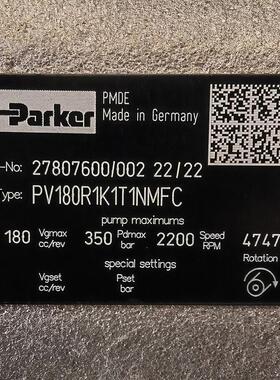 Parker
PMDE
Made in Germany
-No: 27807600/002 22/22
Type: PV180R1K1T1NMFC
pump maximums
180 Vgmax cc/rev 350 Pdmax bar 2200 Speed RPM 4747
Rotation
special settings
Vgset cc/rev Pset bar